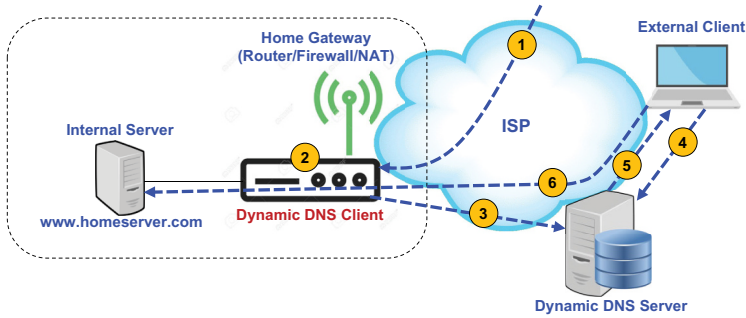 Home Gateway
(Router/Firewall/NAT)
1
External Client
ISP
Internal Server
2
4
5
6
www.homeserver.com
Dynamic DNS Client
3
Dynamic DNS Server